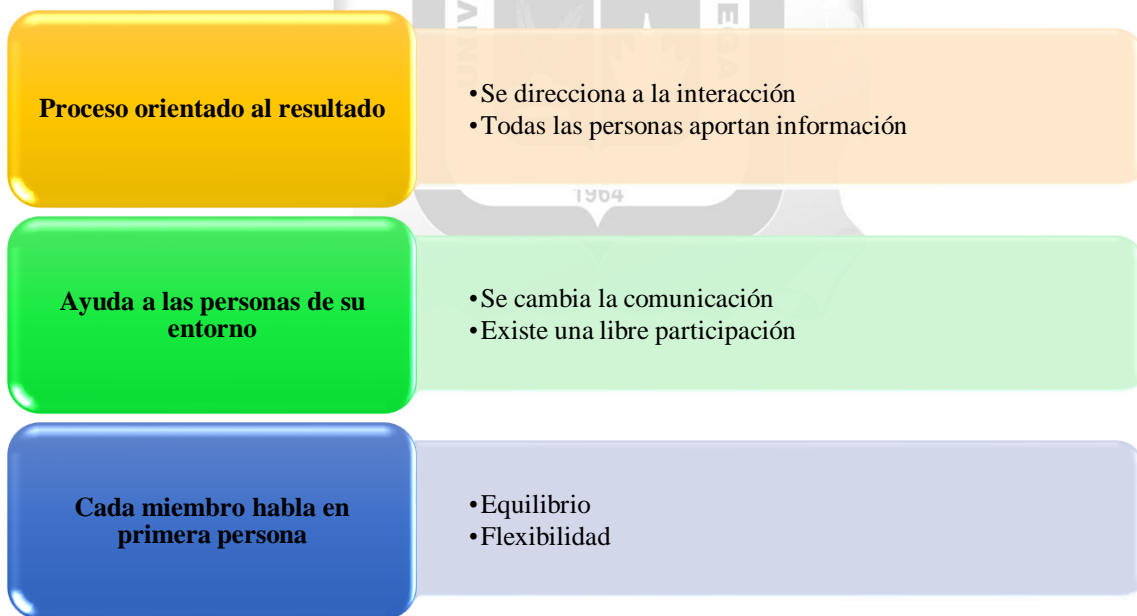 Proceso orientado al resultado
•Se direcciona a la interacción
•Todas las personas aportan información
1964
Ayuda a las personas de su
entorno
•Se cambia la comunicación
•Existe una libre participación
Cada miembro habla en
primera persona
•Equilibrio
•Flexibilidad